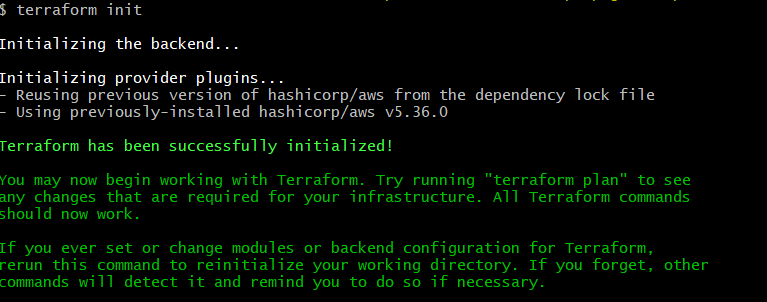 $ terraform init
Initializing the backend...
Initializing provider plugins...
- Reusing previous version of hashicorp/aws from the dependency lock file
- Using previously-installed hashicorp/aws v5.36.0
Terraform has been successfully initialized!
You may now begin working with Terraform. Try running "terraform plan" to see
any changes that are required for your infrastructure. All Terraform commands
should now work.
If you ever set or change modules or backend configuration for Terraform,
rerun this command to reinitialize your working directory. If you forget, other
commands will detect it and remind you to do so if necessary.